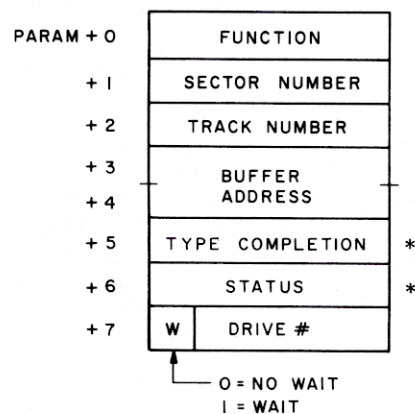 PARAM + 0 FUNCTION
+ 1 SECTOR NUMBER
+ 2 TRACK NUMBER
+ 3 BUFFER
+ 4 ADDRESS
+ 5 TYPE COMPLETION *
+ 6 STATUS *
+ 7 W DRIVE #
0 = NO WAIT
1 = WAIT